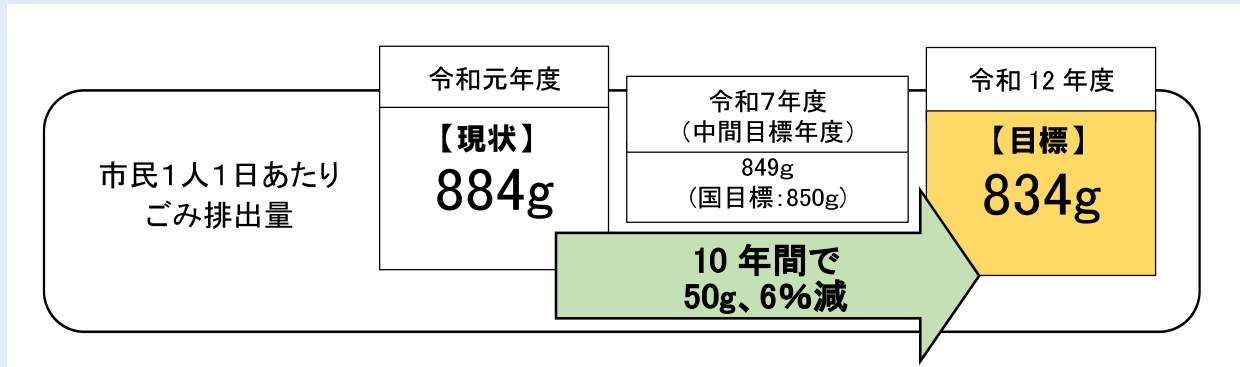 市民1人1日あたり
ごみ排出量
令和元年度
【現状】
884g
令和7年度
（中間目標年度）
849g
（国目標：850g）
令和 12 年度
【目標】
834g
10 年間で
50g、6%減